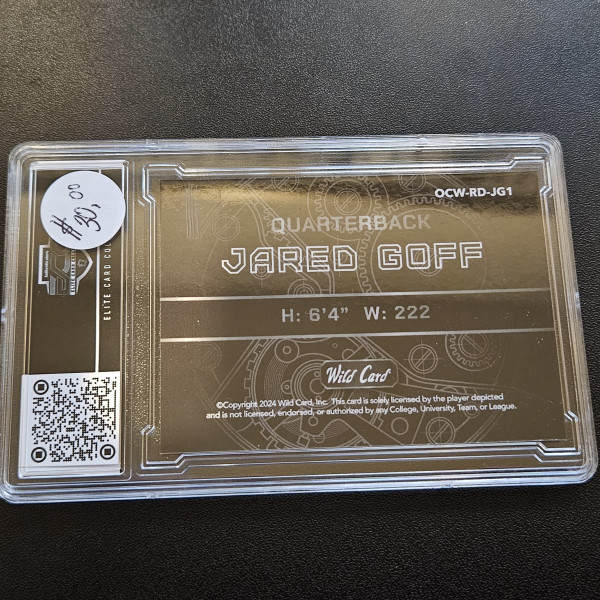 $30.00
ELITE CARD
OCW-RD-JG1
QUARTERBACK
JARED GOFF
H: 6'4" W: 222
Wild Card
©Copyright 2024 Wild Card, Inc. This card is solely licensed by the player depicted
and is not licensed, endorsed, or authorized by any College, University, Team, or League.